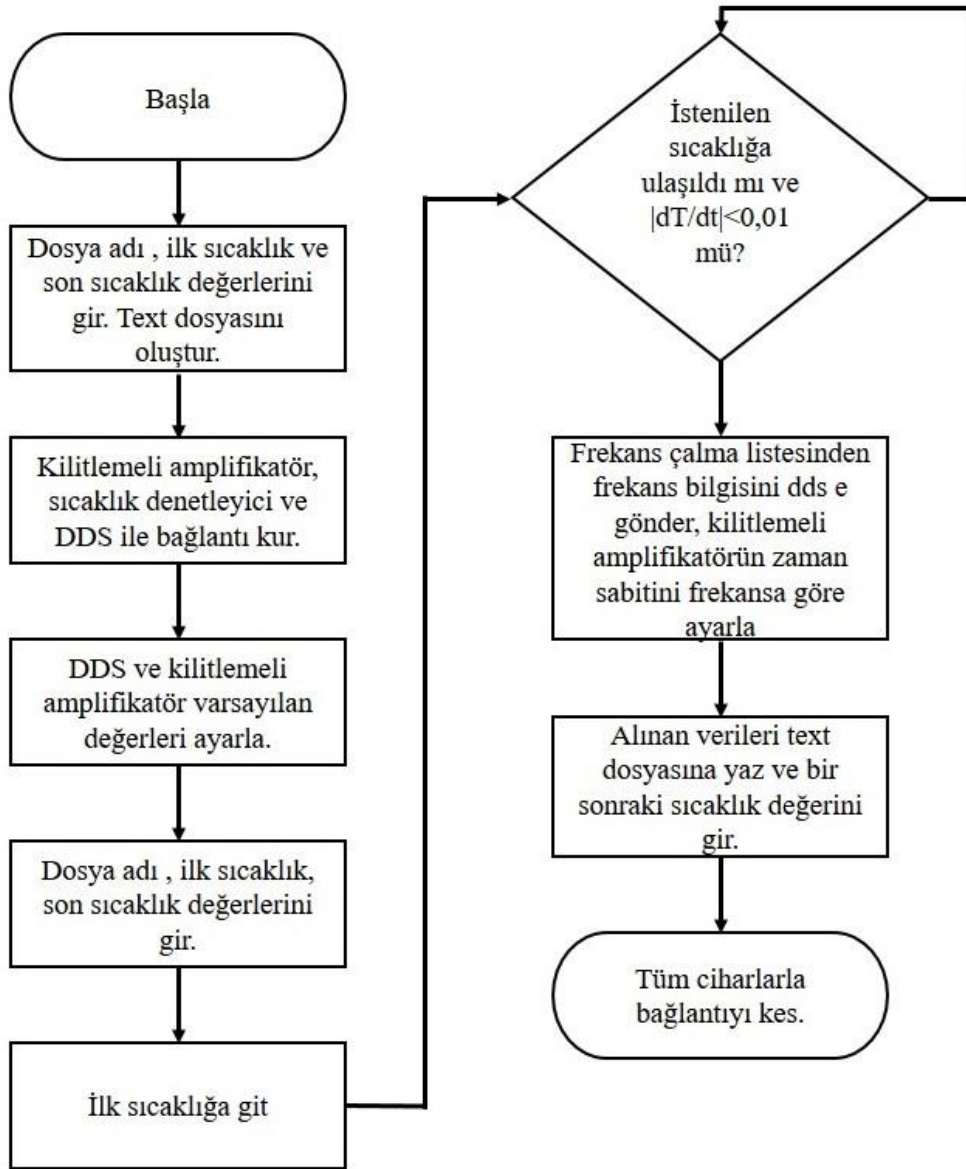 Başla
Dosya adı , ilk sıcaklık ve
son sıcaklık değerlerini
gir. Text dosyasını
oluştur.
Kilitlemeli amplifikatör,
sıcaklık denetleyici ve
DDS ile bağlantı kur.
DDS ve kilitlemeli
amplifikatör varsayılan
değerleri ayarla.
Dosya adı , ilk sıcaklık,
son sıcaklık değerlerini
gir.
İlk sıcaklığa git
İstenilen
sıcaklığa
ulaşıldı mı ve
|dT/dt|<0,01
mü?
Frekans çalma listesinden
frekans bilgisini dds e
gönder, kilitlemeli
amplifikatörün zaman
sabitini frekansa göre
ayarla
Alınan verileri text
dosyasına yaz ve bir
sonraki sıcaklık değerini
gir.
Tüm ciharlarla
bağlantıyı kes.